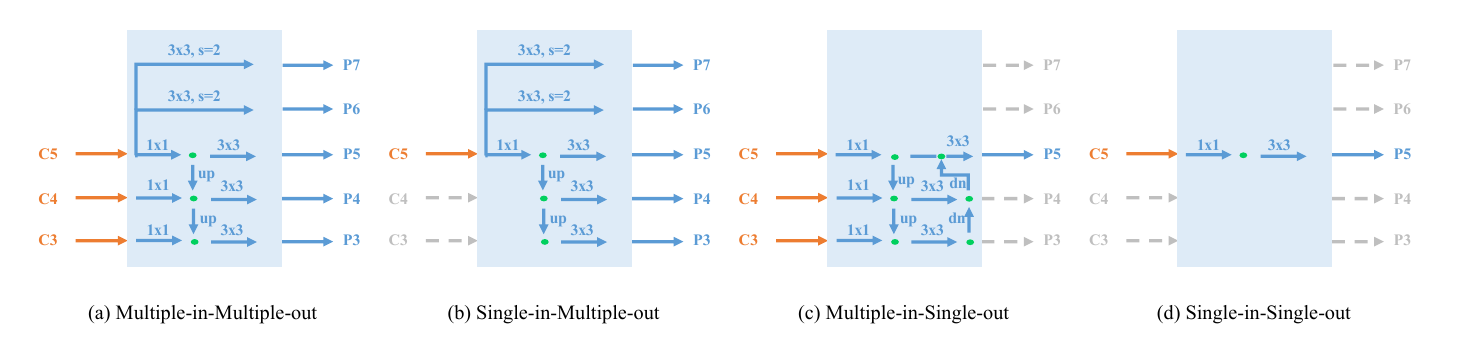 3x3, s=2
P7
3x3, s=2
P6
C5
1x1
3x3
P5
up
C4
1x1
3x3
P4
up
C3
1x1
3x3
P3
(a) Multiple-in-Multiple-out
3x3, s=2
P7
3x3, s=2
P6
C5
1x1
3x3
P5
up
C4
3x3
P4
up
C3
3x3
P3
(b) Single-in-Multiple-out
P7
P6
C5
1x1
3x3
P5
up
dn
C4
1x1
3x3
P4
up
dn
C3
1x1
3x3
P3
(c) Multiple-in-Single-out
P7
P6
C5
1x1
3x3
P5
C4
P4
C3
P3
(d) Single-in-Single-out